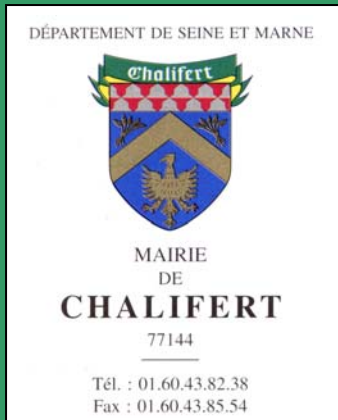 DÉPARTEMENT DE SEINE ET MARNE
Chalifert
MAIRIE
DE
CHALIFERT
77144
Tél. : 01.60.43.82.38
Fax : 01.60.43.85.54